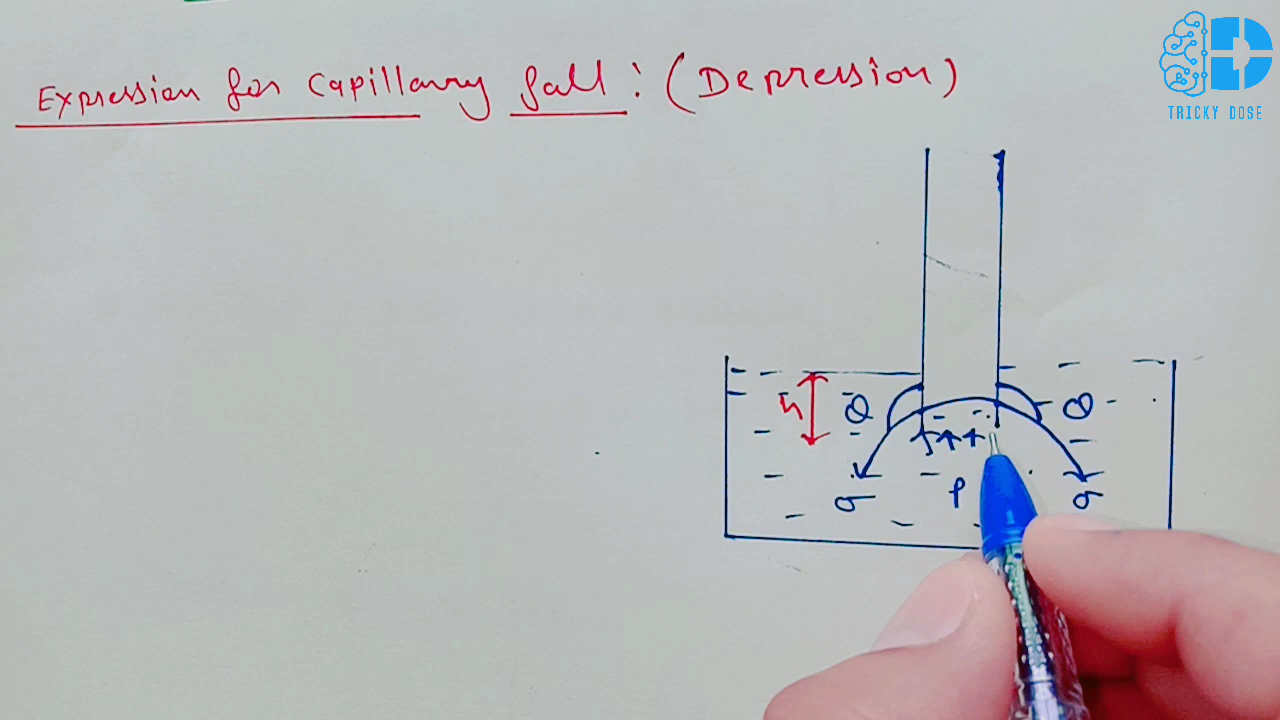 Expression for Capillary fall : (Depression)
TRICKY DOSE
h
θ
θ
σ
P
σ